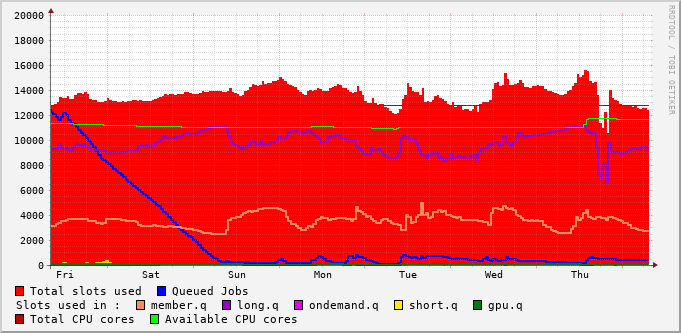 20000
18000
16000
14000
12000
10000
8000
6000
4000
2000
0
Fri Sat Sun Mon Tue Wed Thu
RRDTOOL / TOBI OETIKER
Total slots used Queued Jobs
Slots used in : member.q long.q ondemand.q short.q gpu.q
Total CPU cores Available CPU cores